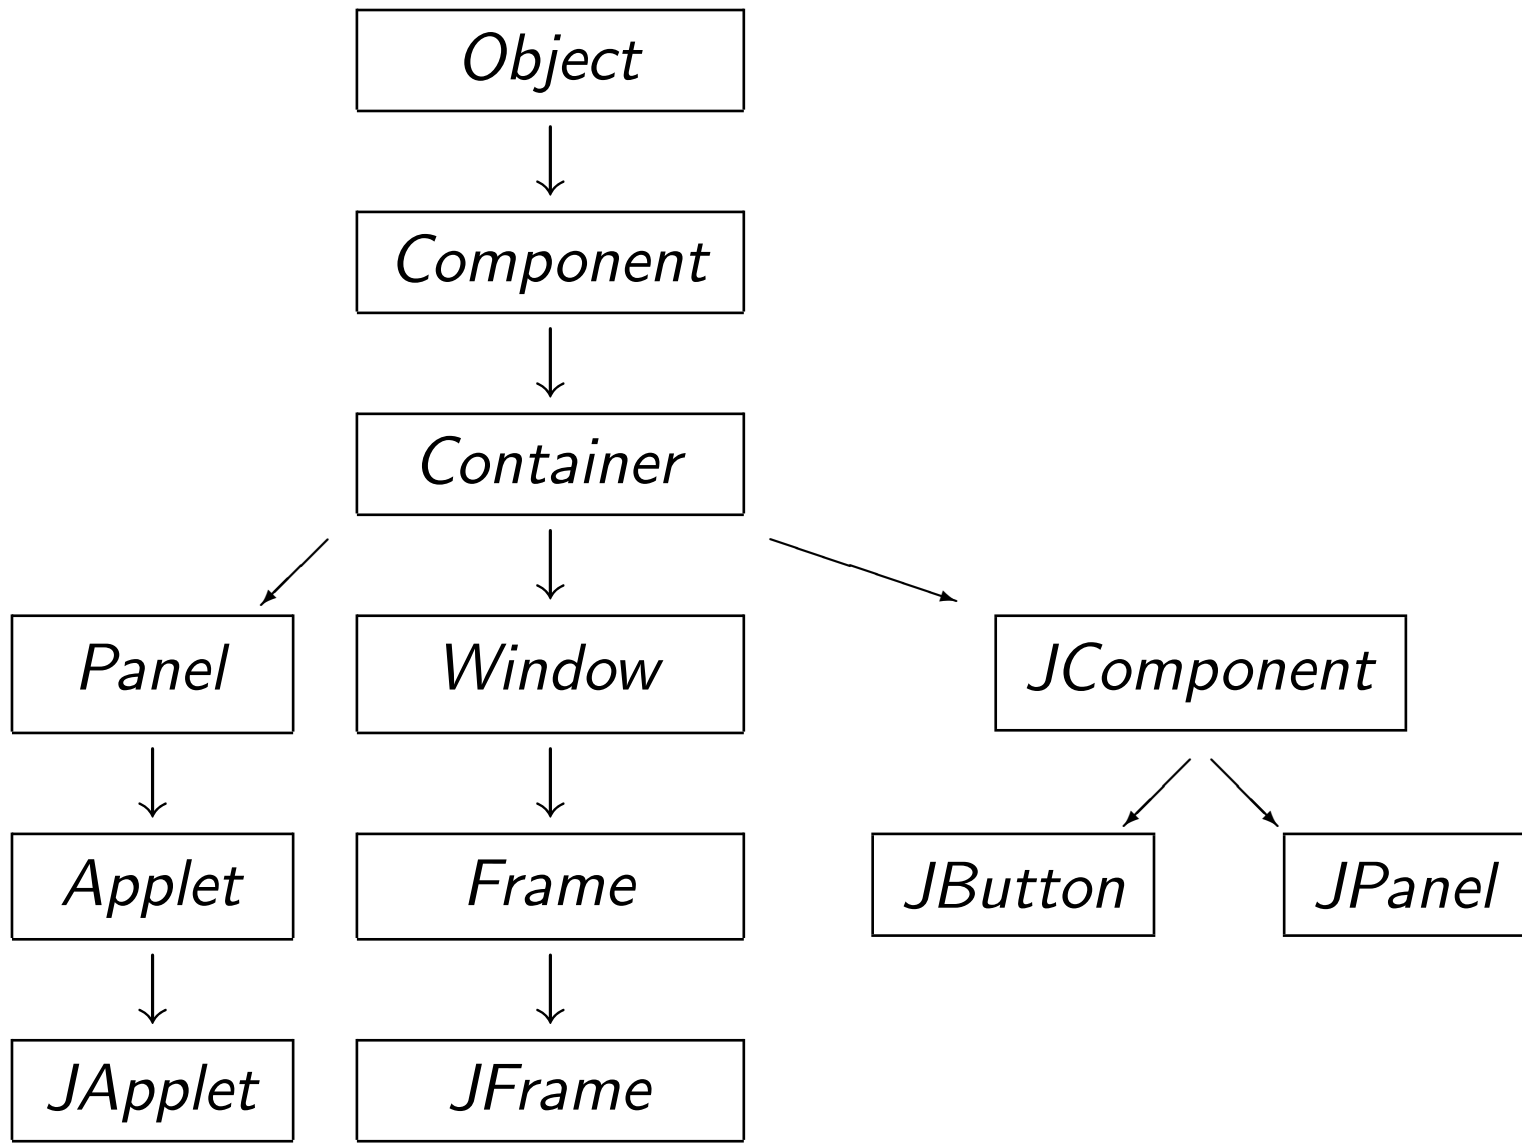 Object
Component
Container
Panel
Window
JComponent
Applet
Frame
JButton
JPanel
JApplet
JFrame